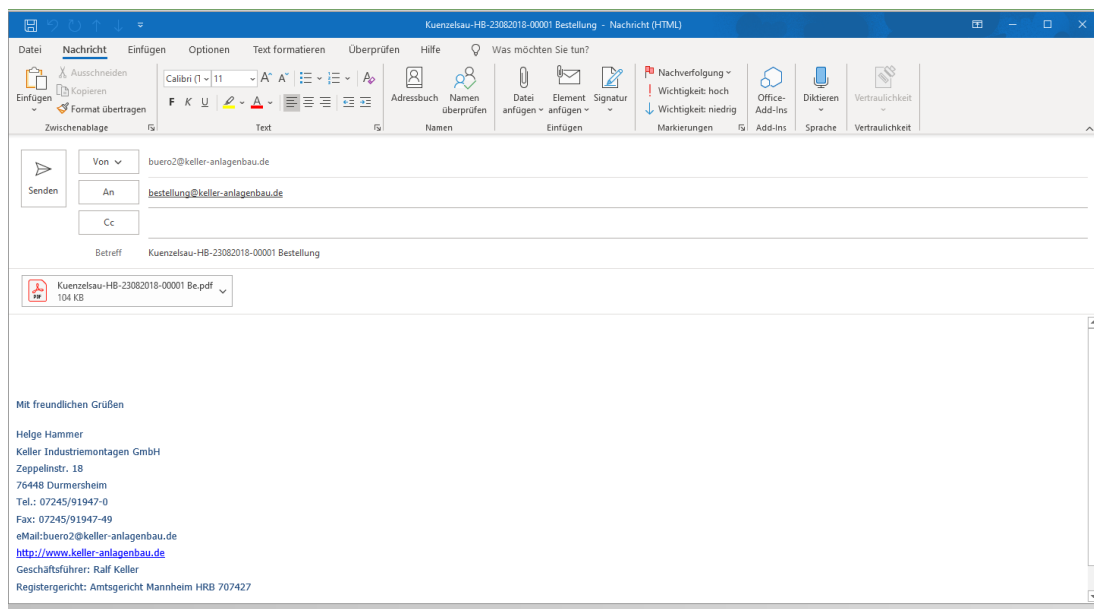 Kuenzelsau-HB-23082018-00001 Bestellung - Nachricht (HTML)
Datei Nachricht Einfügen Optionen Text formatieren Überprüfen Hilfe Was möchten Sie tun?
Einfügen
Ausschneiden
Kopieren
Format übertragen
Zwischenablage
Calibri (T 11
F K U
Text
Adressbuch
Namen überprüfen
Namen
Datei anfügen
Element anfügen
Signatur
Einfügen
Nachverfolgung
Wichtigkeit: hoch
Wichtigkeit: niedrig
Markierungen
Office-Add-Ins
Add-Ins
Diktieren
Sprache
Vertraulichkeit
Vertraulichkeit
Senden
Von buero2@keller-anlagenbau.de
An bestellung@keller-anlagenbau.de
Cc
Betreff Kuenzelsau-HB-23082018-00001 Bestellung
PDF
Kuenzelsau-HB-23082018-00001 Be.pdf
104 KB
Mit freundlichen Grüßen
Helge Hammer
Keller Industriemontagen GmbH
Zeppelinstr. 18
76448 Durmersheim
Tel.: 07245/91947-0
Fax: 07245/91947-49
eMail:buero2@keller-anlagenbau.de
http://www.keller-anlagenbau.de
Geschäftsführer: Ralf Keller
Registergericht: Amtsgericht Mannheim HRB 707427